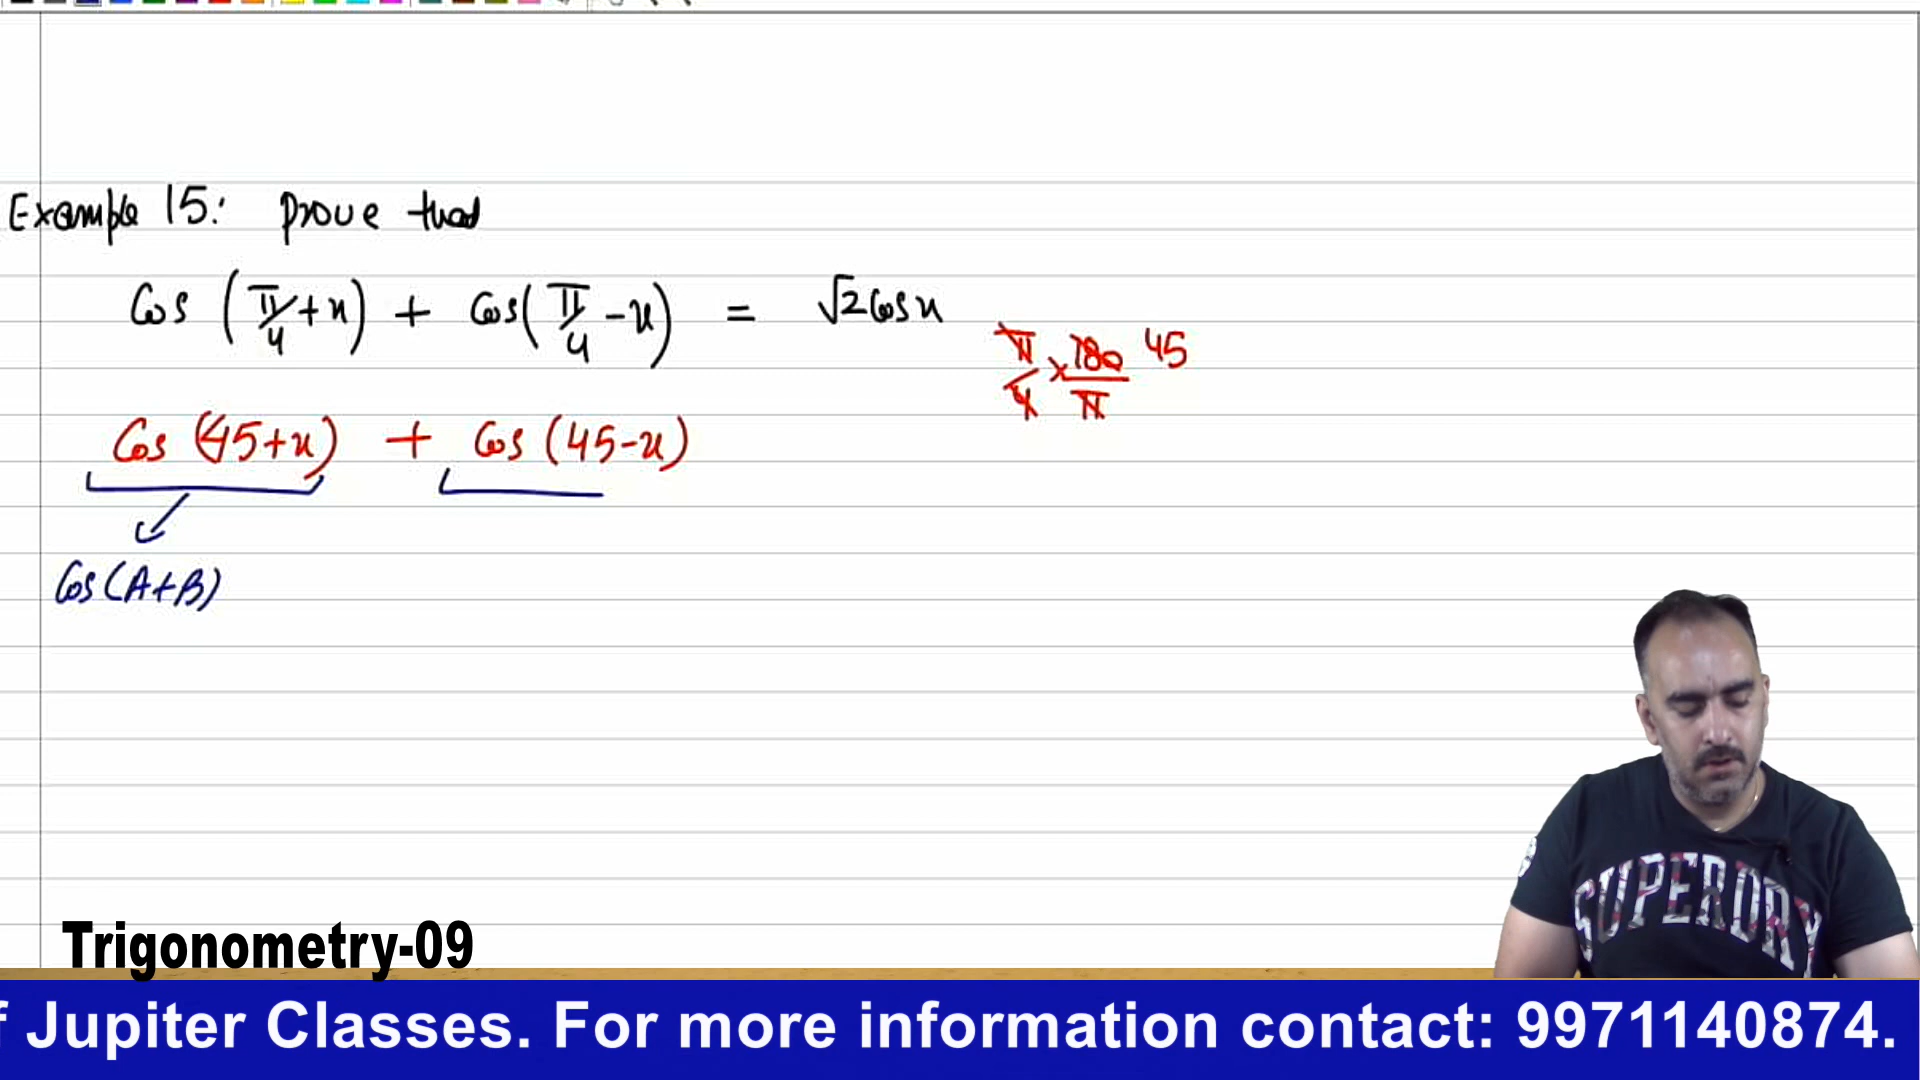 Example 15: Prove that
Cos (π/4 + x) + Cos (π/4 - x) = √2 Cos x
π/4 × 180/π 45
Cos (45+x) + Cos (45-x)
Cos (A+B)
SUPERDRY
Trigonometry-09
f Jupiter Classes. For more information contact: 9971140874.